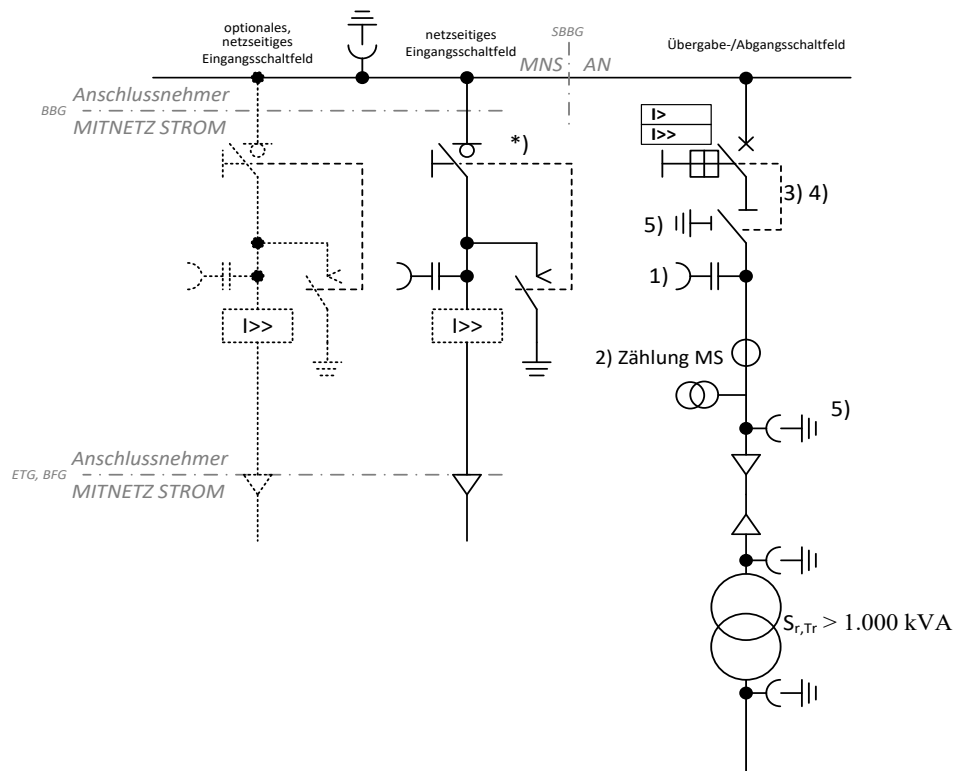 optionales,
netzseitiges
Eingangsschaltfeld
netzseitiges
Eingangsschaltfeld
SBBG
MNS AN
Übergabe-/Abgangsschaltfeld
Anschlussnehmer
BBG
MITNETZ STROM
*)
I>
I>>
3) 4)
5)
1)
I>>
I>>
2) Zählung MS
5)
Anschlussnehmer
ETG, BFG
MITNETZ STROM
Sr,Tr > 1.000 kVA